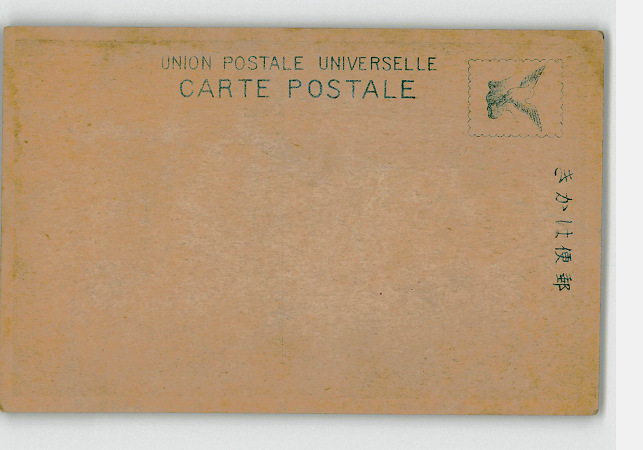 UNION POSTALE UNIVERSELLE
CARTE POSTALE
郵便はかき